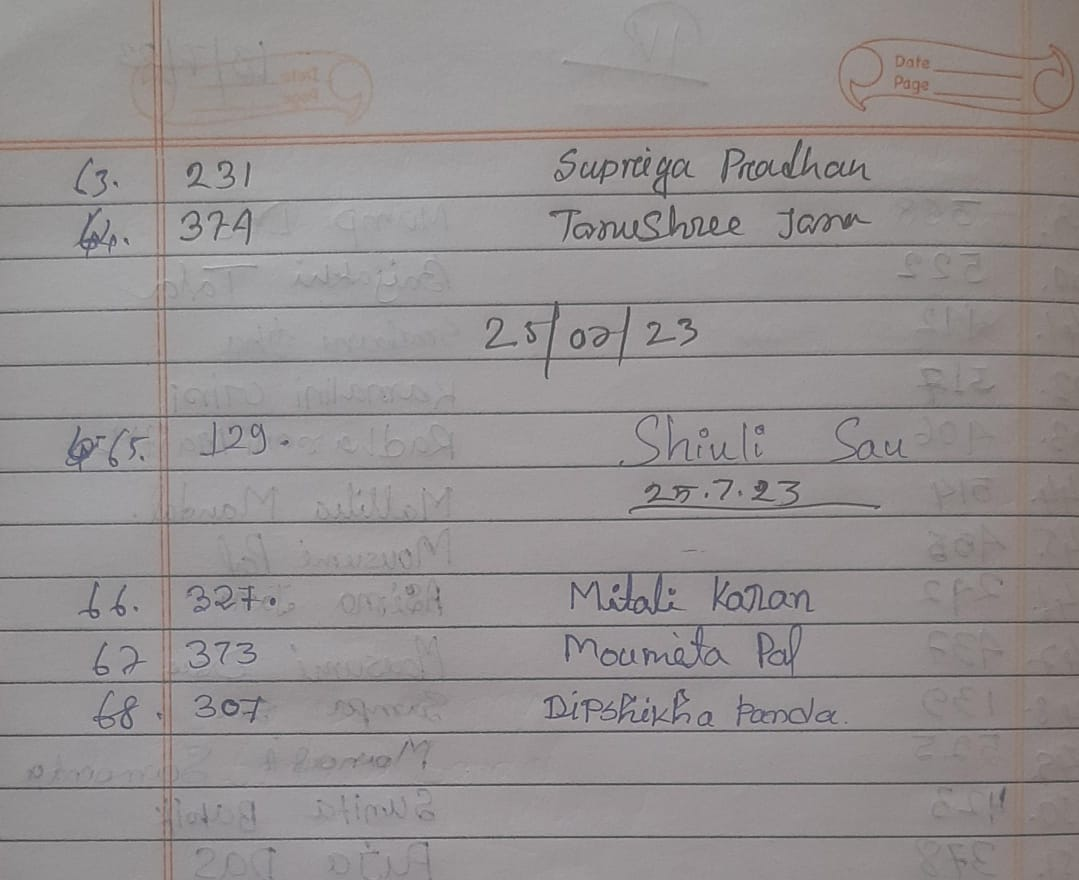 Date
Page
63. 231 Supreiya Pradhan
64. 374 TanuShree Jana
25/07/23
65. 129. Shiuli Sau
25.7.23
66. 327. Mitali Karan
67 373 Moumita Pal
68. 307 Dipshikha Panda.